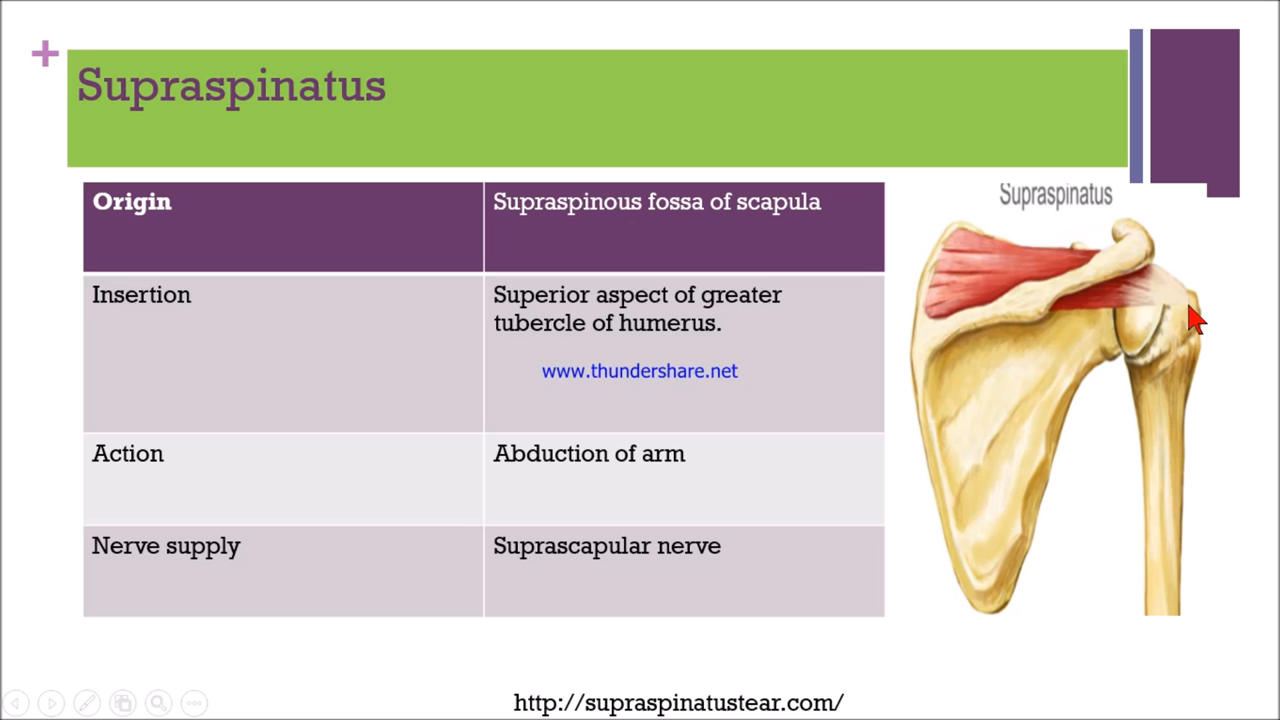 Supraspinatus
Origin
Supraspinous fossa of scapula
Insertion
Superior aspect of greater
tubercle of humerus.
www.thundershare.net
Action
Abduction of arm
Nerve supply
Suprascapular nerve
Supraspinatus
http://supraspinatustear.com/